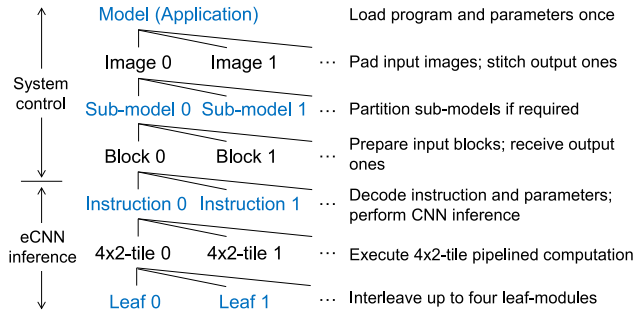 Model (Application) Load program and parameters once
Image 0 Image 1 ... Pad input images; stitch output ones
System control
Sub-model 0 Sub-model 1 ... Partition sub-models if required
Block 0 Block 1 ... Prepare input blocks; receive output ones
Instruction 0 Instruction 1 ... Decode instruction and parameters; perform CNN inference
eCNN inference
4x2-tile 0 4x2-tile 1 ... Execute 4x2-tile pipelined computation
Leaf 0 Leaf 1 ... Interleave up to four leaf-modules